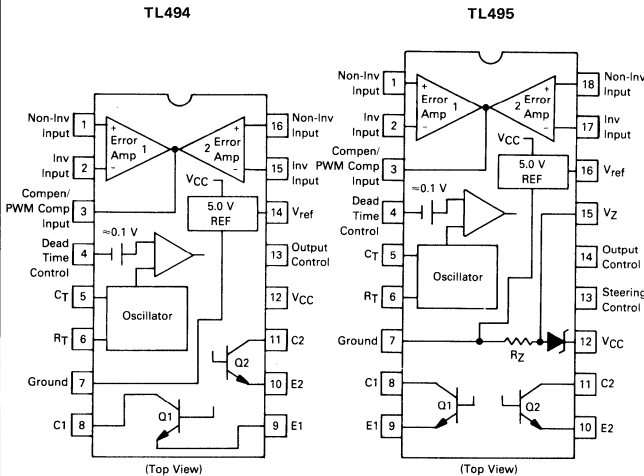 TL494
Non-Inv
Input
1
Inv
Input
2
Compen/
PWM Comp
Input
3
Dead
Time
Control
4
CT
5
RT
6
Ground
7
C1
8
+
Error
Amp
1
-
+
2 Error
Amp
-
VCC
5.0 V
REF
≈0.1 V
Oscillator
Q2
Q1
16
Non-Inv
Input
15
Inv
Input
14
Vref
13
Output
Control
12
VCC
11
C2
10
E2
9
E1
(Top View)
TL495
Non-Inv
Input
1
Inv
Input
2
Compen/
PWM Comp
Input
3
Dead
Time
Control
4
CT
5
RT
6
Ground
7
C1
8
E1
9
+
Error
Amp
1
-
+
2 Error
Amp
-
VCC
5.0 V
REF
≈0.1 V
Oscillator
RZ
Q1
Q2
18
Non-Inv
Input
17
Inv
Input
16
Vref
15
VZ
14
Output
Control
13
Steering
Control
12
VCC
11
C2
10
E2
(Top View)